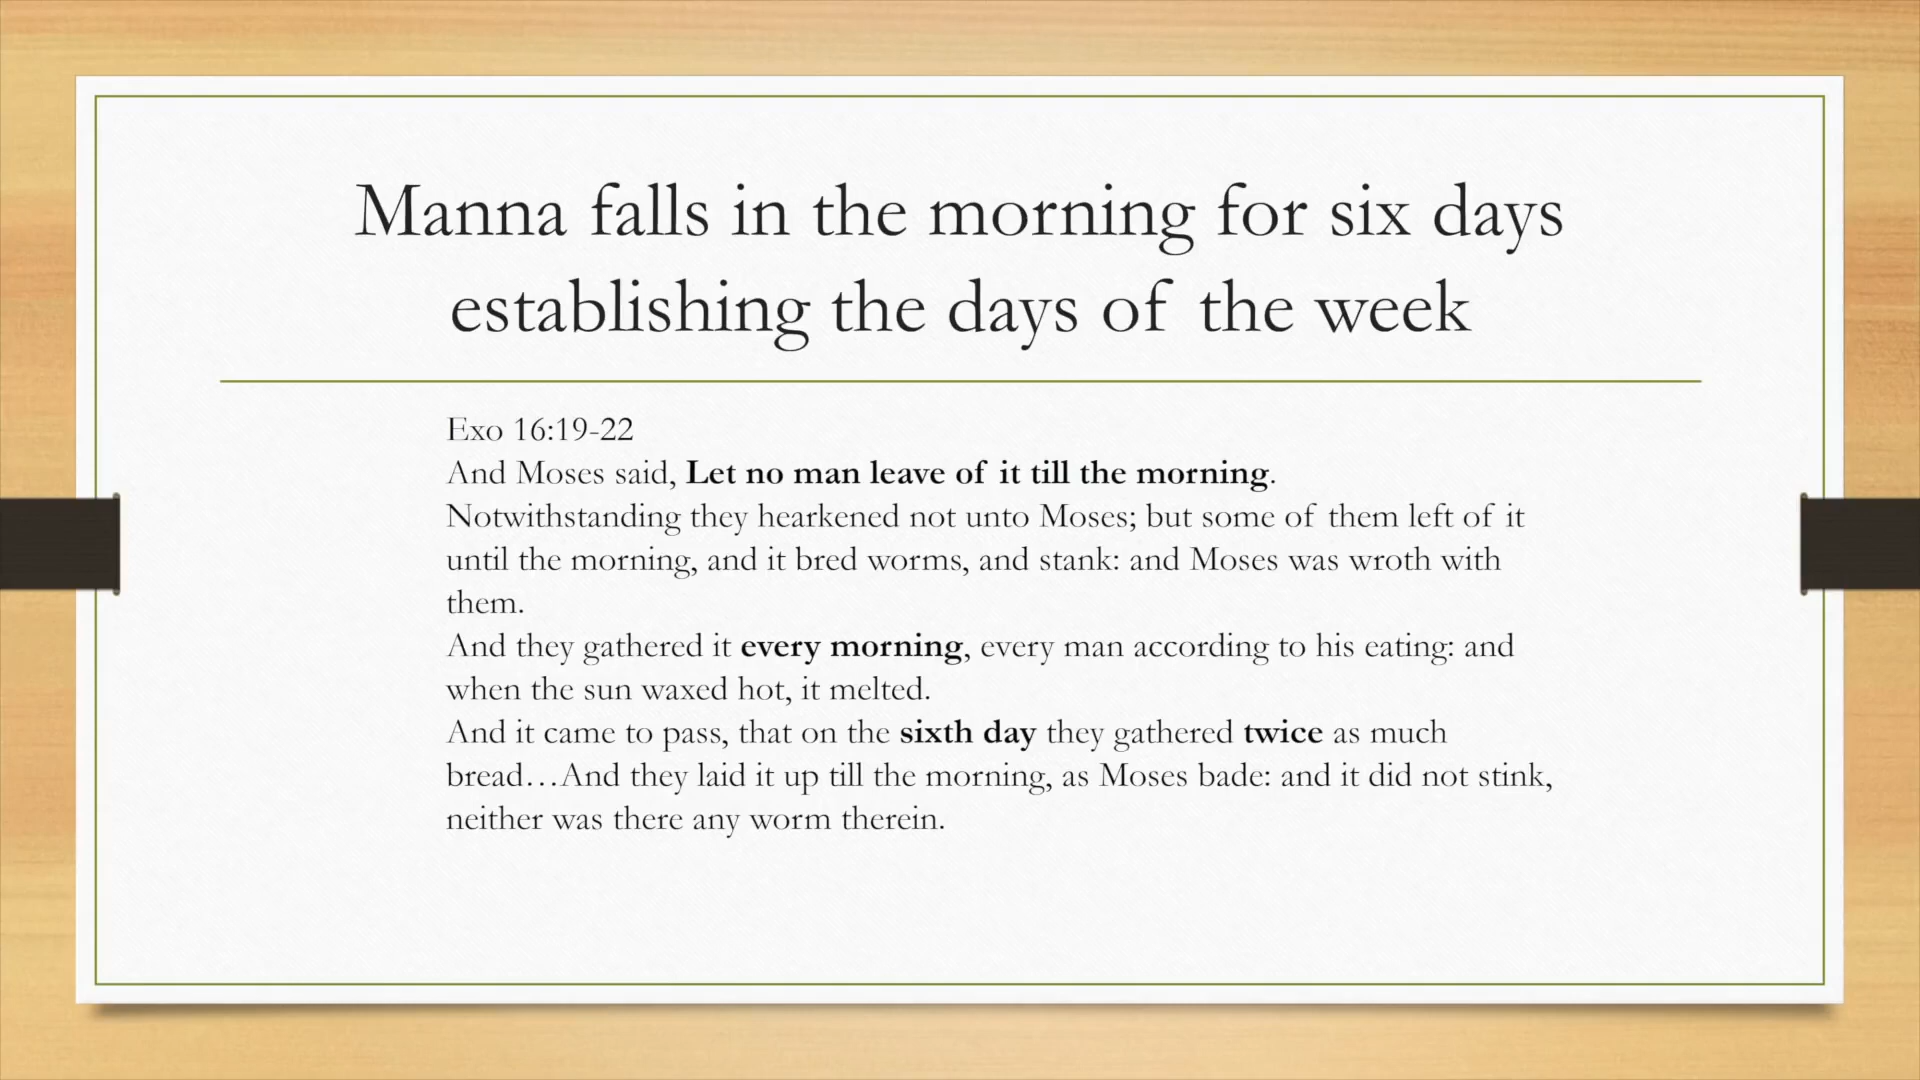 Manna falls in the morning for six days
establishing the days of the week
Exo 16:19-22
And Moses said, Let no man leave of it till the morning.
Notwithstanding they hearkened not unto Moses; but some of them left of it
until the morning, and it bred worms, and stank: and Moses was wroth with
them.
And they gathered it every morning, every man according to his eating: and
when the sun waxed hot, it melted.
And it came to pass, that on the sixth day they gathered twice as much
bread…And they laid it up till the morning, as Moses bade: and it did not stink,
neither was there any worm therein.